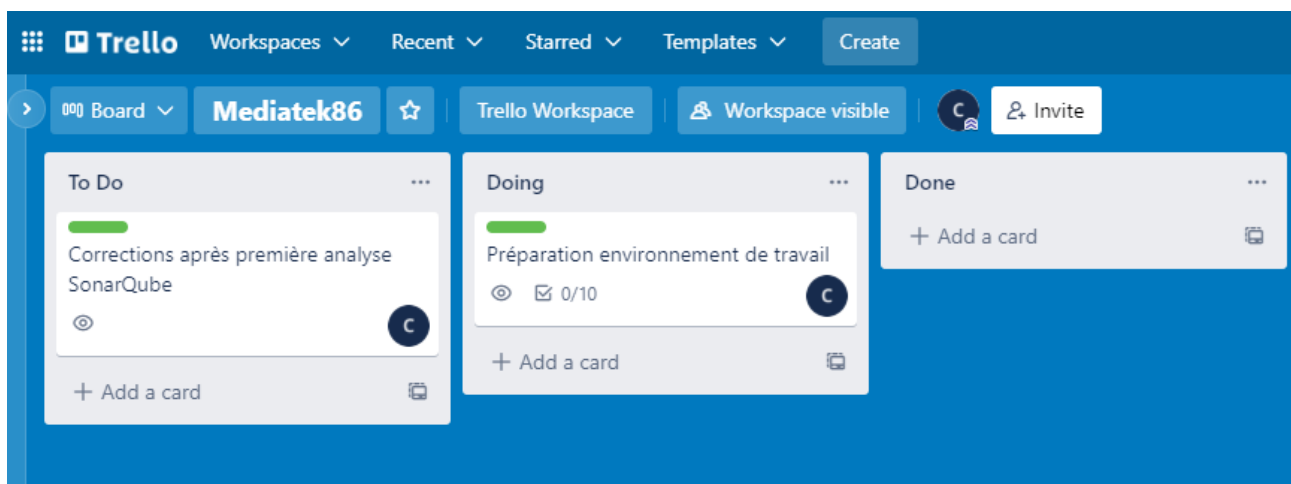 Trello Workspaces Recent Starred Templates Create
Board Mediatek86 Trello Workspace Workspace visible C Invite
To Do
Corrections après première analyse
SonarQube
C
+ Add a card
Doing
Préparation environnement de travail
0/10 C
+ Add a card
Done
+ Add a card